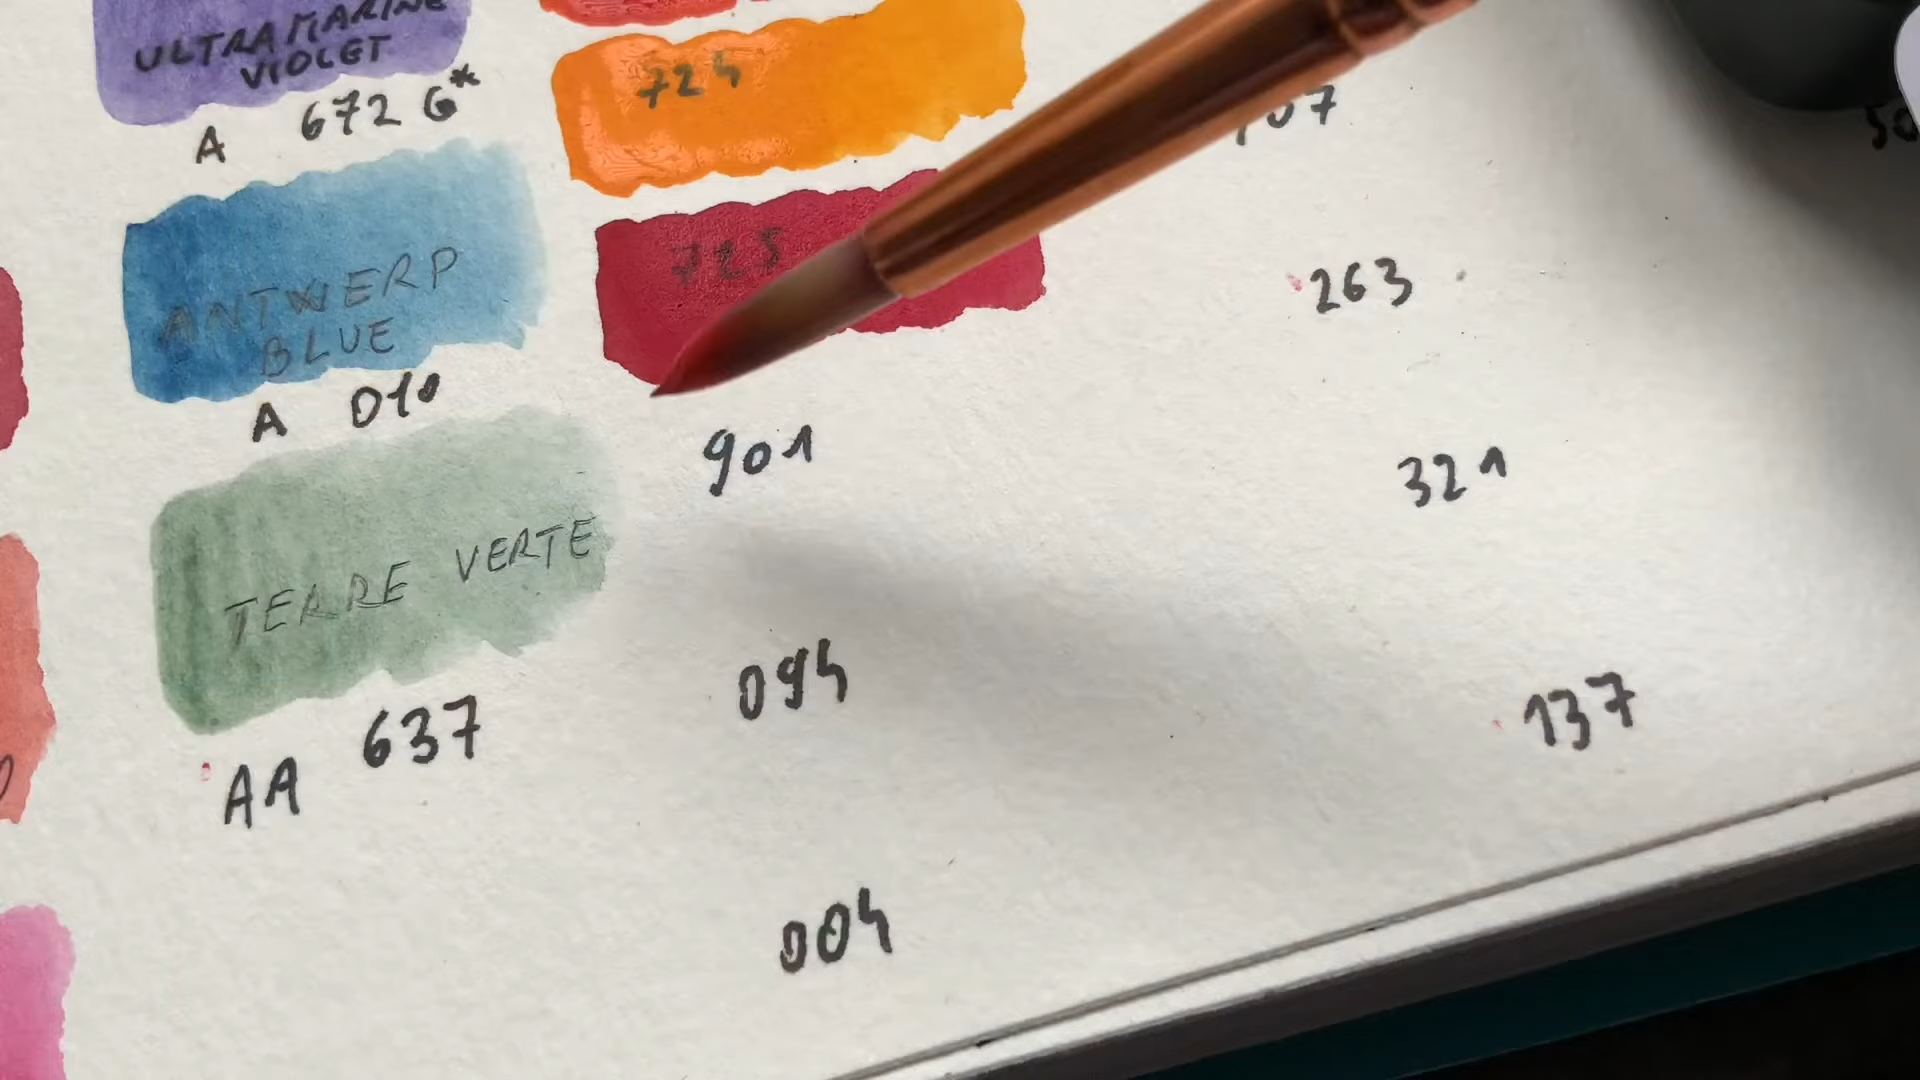 ULTRAMARINE
VIOLET
A 672 G*
ANTWERP
BLUE
A 010
TERRE VERTE
AA 637
724
725
901
094
004
263
321
137